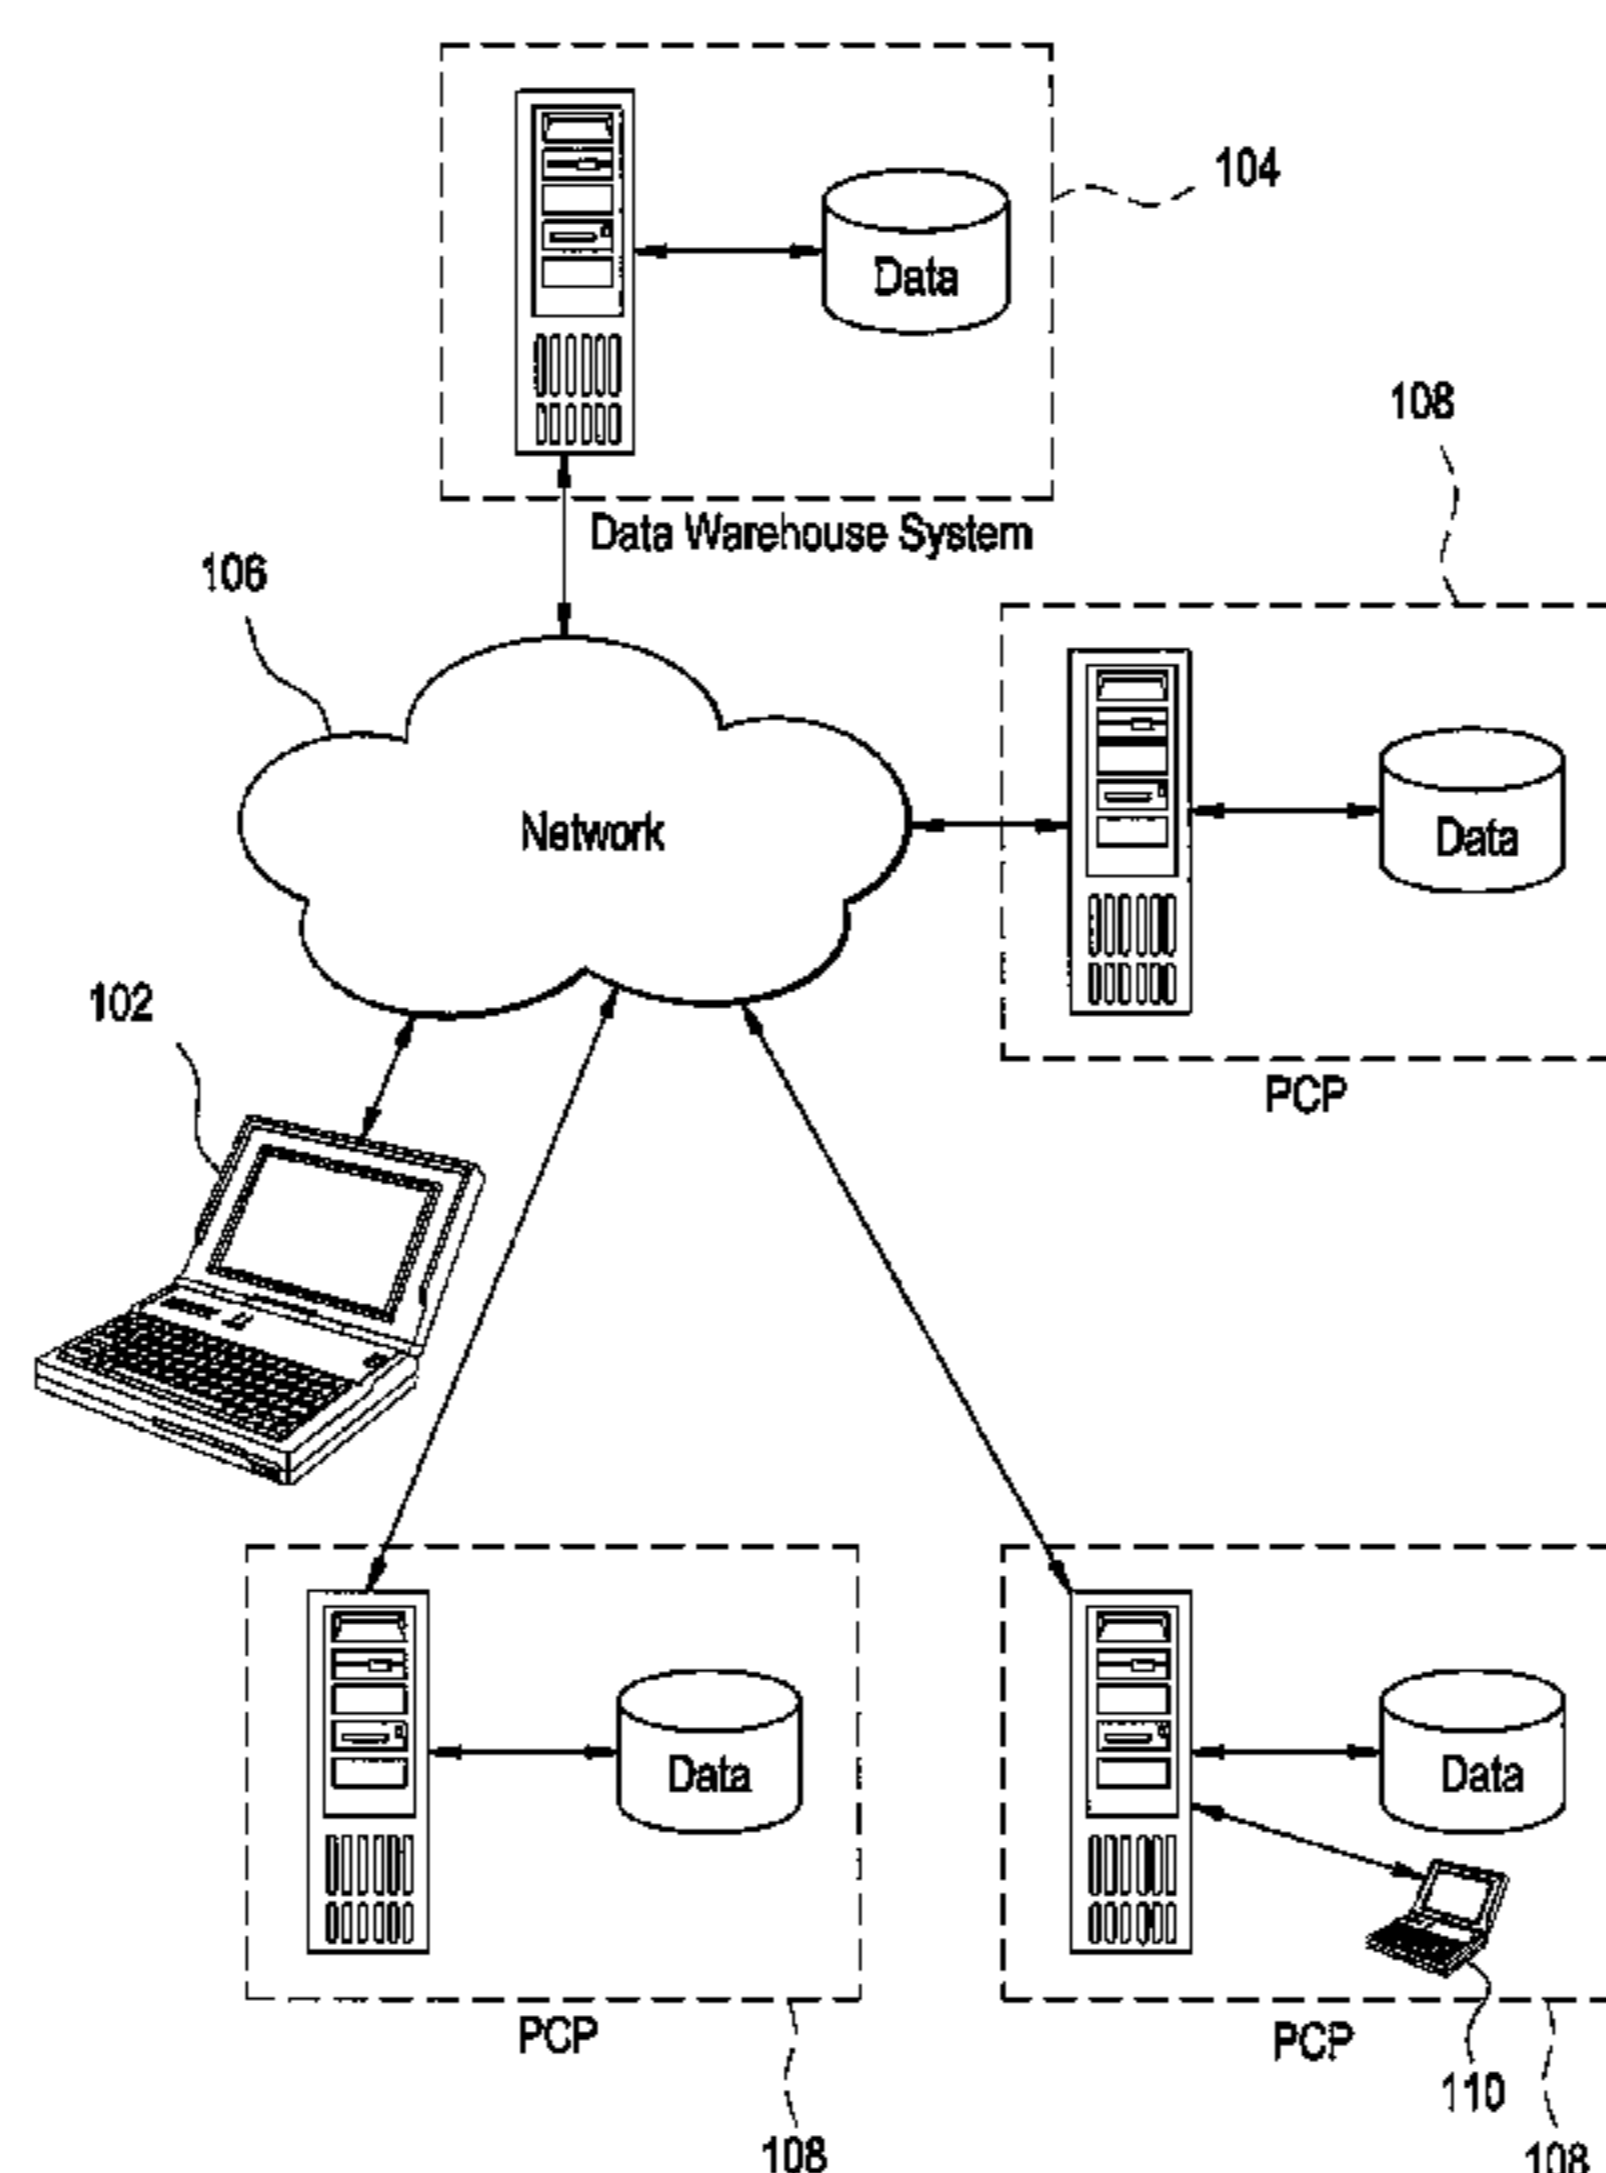 104
Data
108
Data Warehouse System
106
Network
Data
102
PCP
Data
Data
PCP
PCP
110
108
108